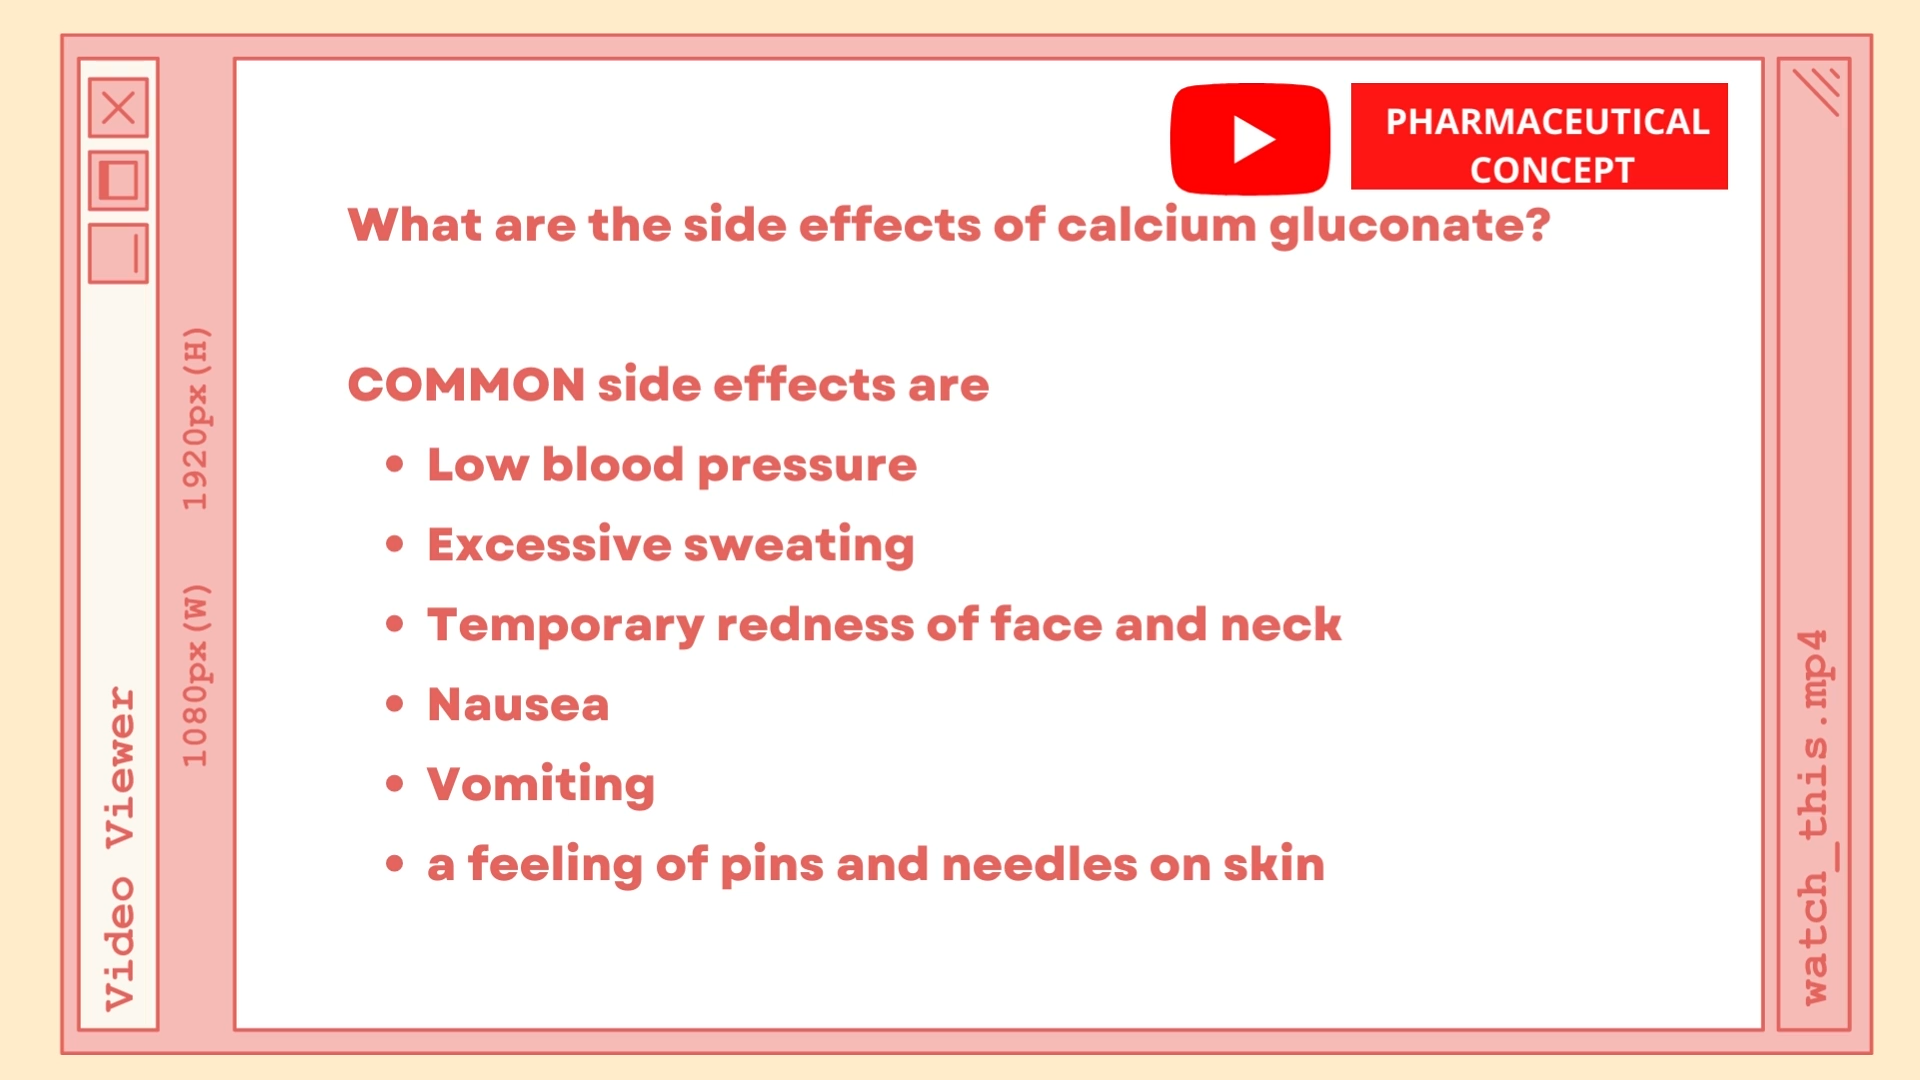 PHARMACEUTICAL
CONCEPT
What are the side effects of calcium gluconate?
COMMON side effects are
• Low blood pressure
• Excessive sweating
• Temporary redness of face and neck
• Nausea
• Vomiting
• a feeling of pins and needles on skin
Video Viewer
1080px(W) 1920px(H)
watch_this.mp4